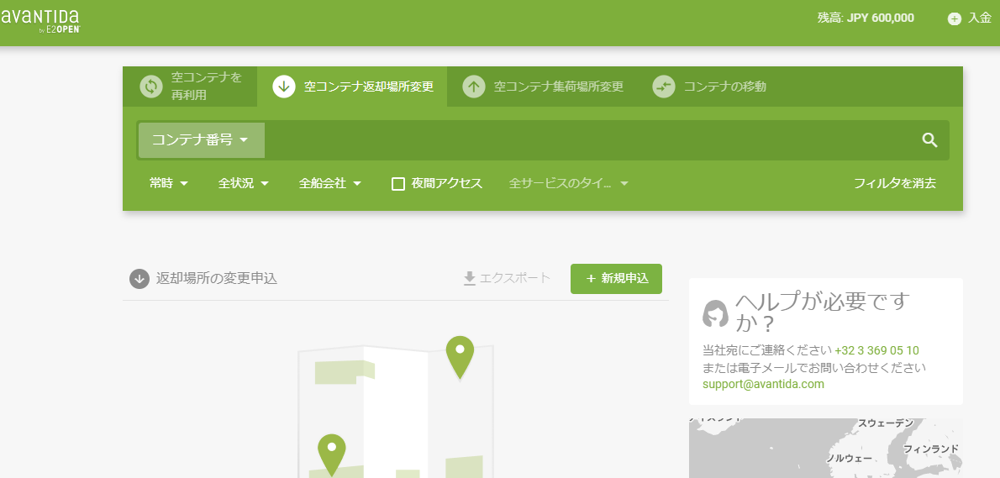 AVANTIDA
by E2OPEN
残高: JPY 600,000
入金
空コンテナを
再利用
空コンテナ返却場所変更
空コンテナ集荷場所変更
コンテナの移動
コンテナ番号
常時
全状況
全船会社
夜間アクセス
全サービスのタイ...
フィルタを消去
返却場所の変更申込
エクスポート
+ 新規申込
ヘルプが必要です
か？
当社宛にご連絡ください +32 3 369 05 10
または電子メールでお問い合わせください
support@avantida.com
アイスランド
スウェーデン
フィンランド
ノルウェー